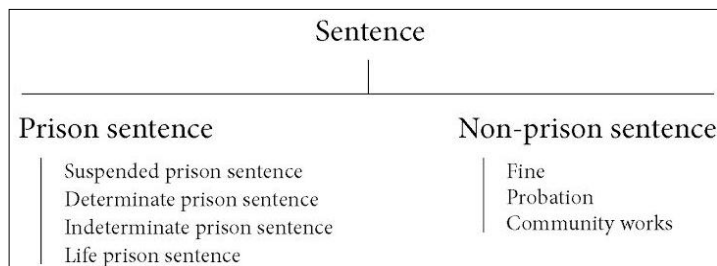 Sentence
Prison sentence
Suspended prison sentence
Determinate prison sentence
Indeterminate prison sentence
Life prison sentence
Non-prison sentence
Fine
Probation
Community works